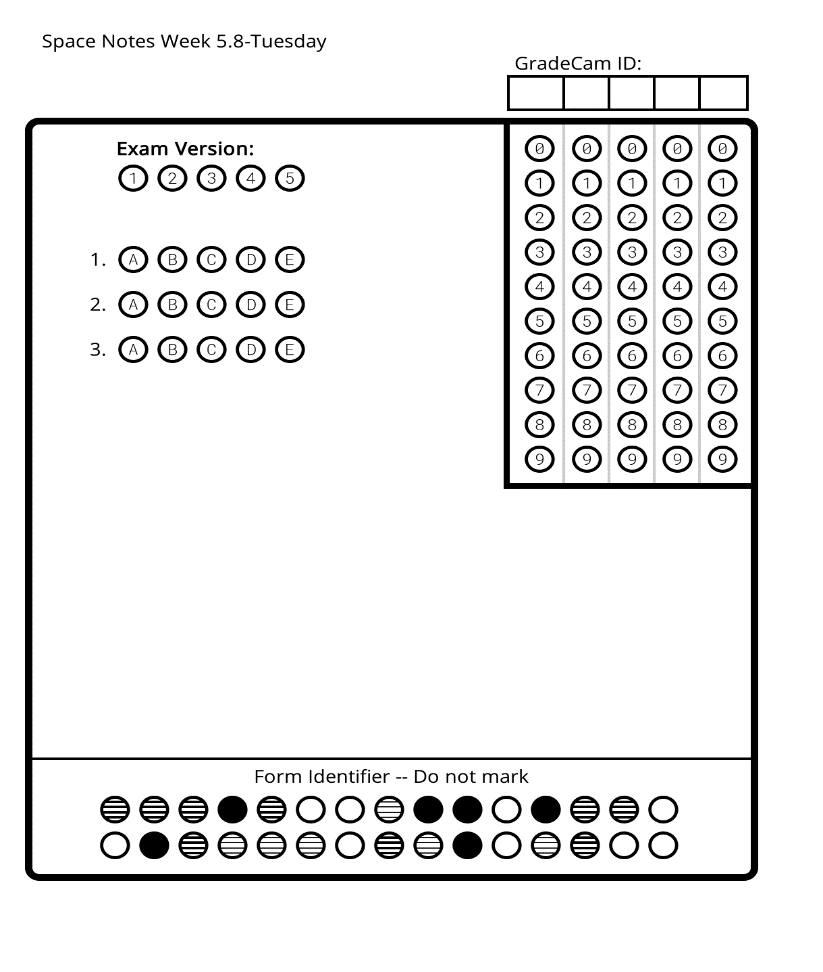 Space Notes Week 5.8-Tuesday
GradeCam ID:
Exam Version:
1 2 3 4 5
1. A B C D E
2. A B C D E
3. A B C D E
0 0 0 0 0
1 1 1 1 1
2 2 2 2 2
3 3 3 3 3
4 4 4 4 4
5 5 5 5 5
6 6 6 6 6
7 7 7 7 7
8 8 8 8 8
9 9 9 9 9
Form Identifier -- Do not mark